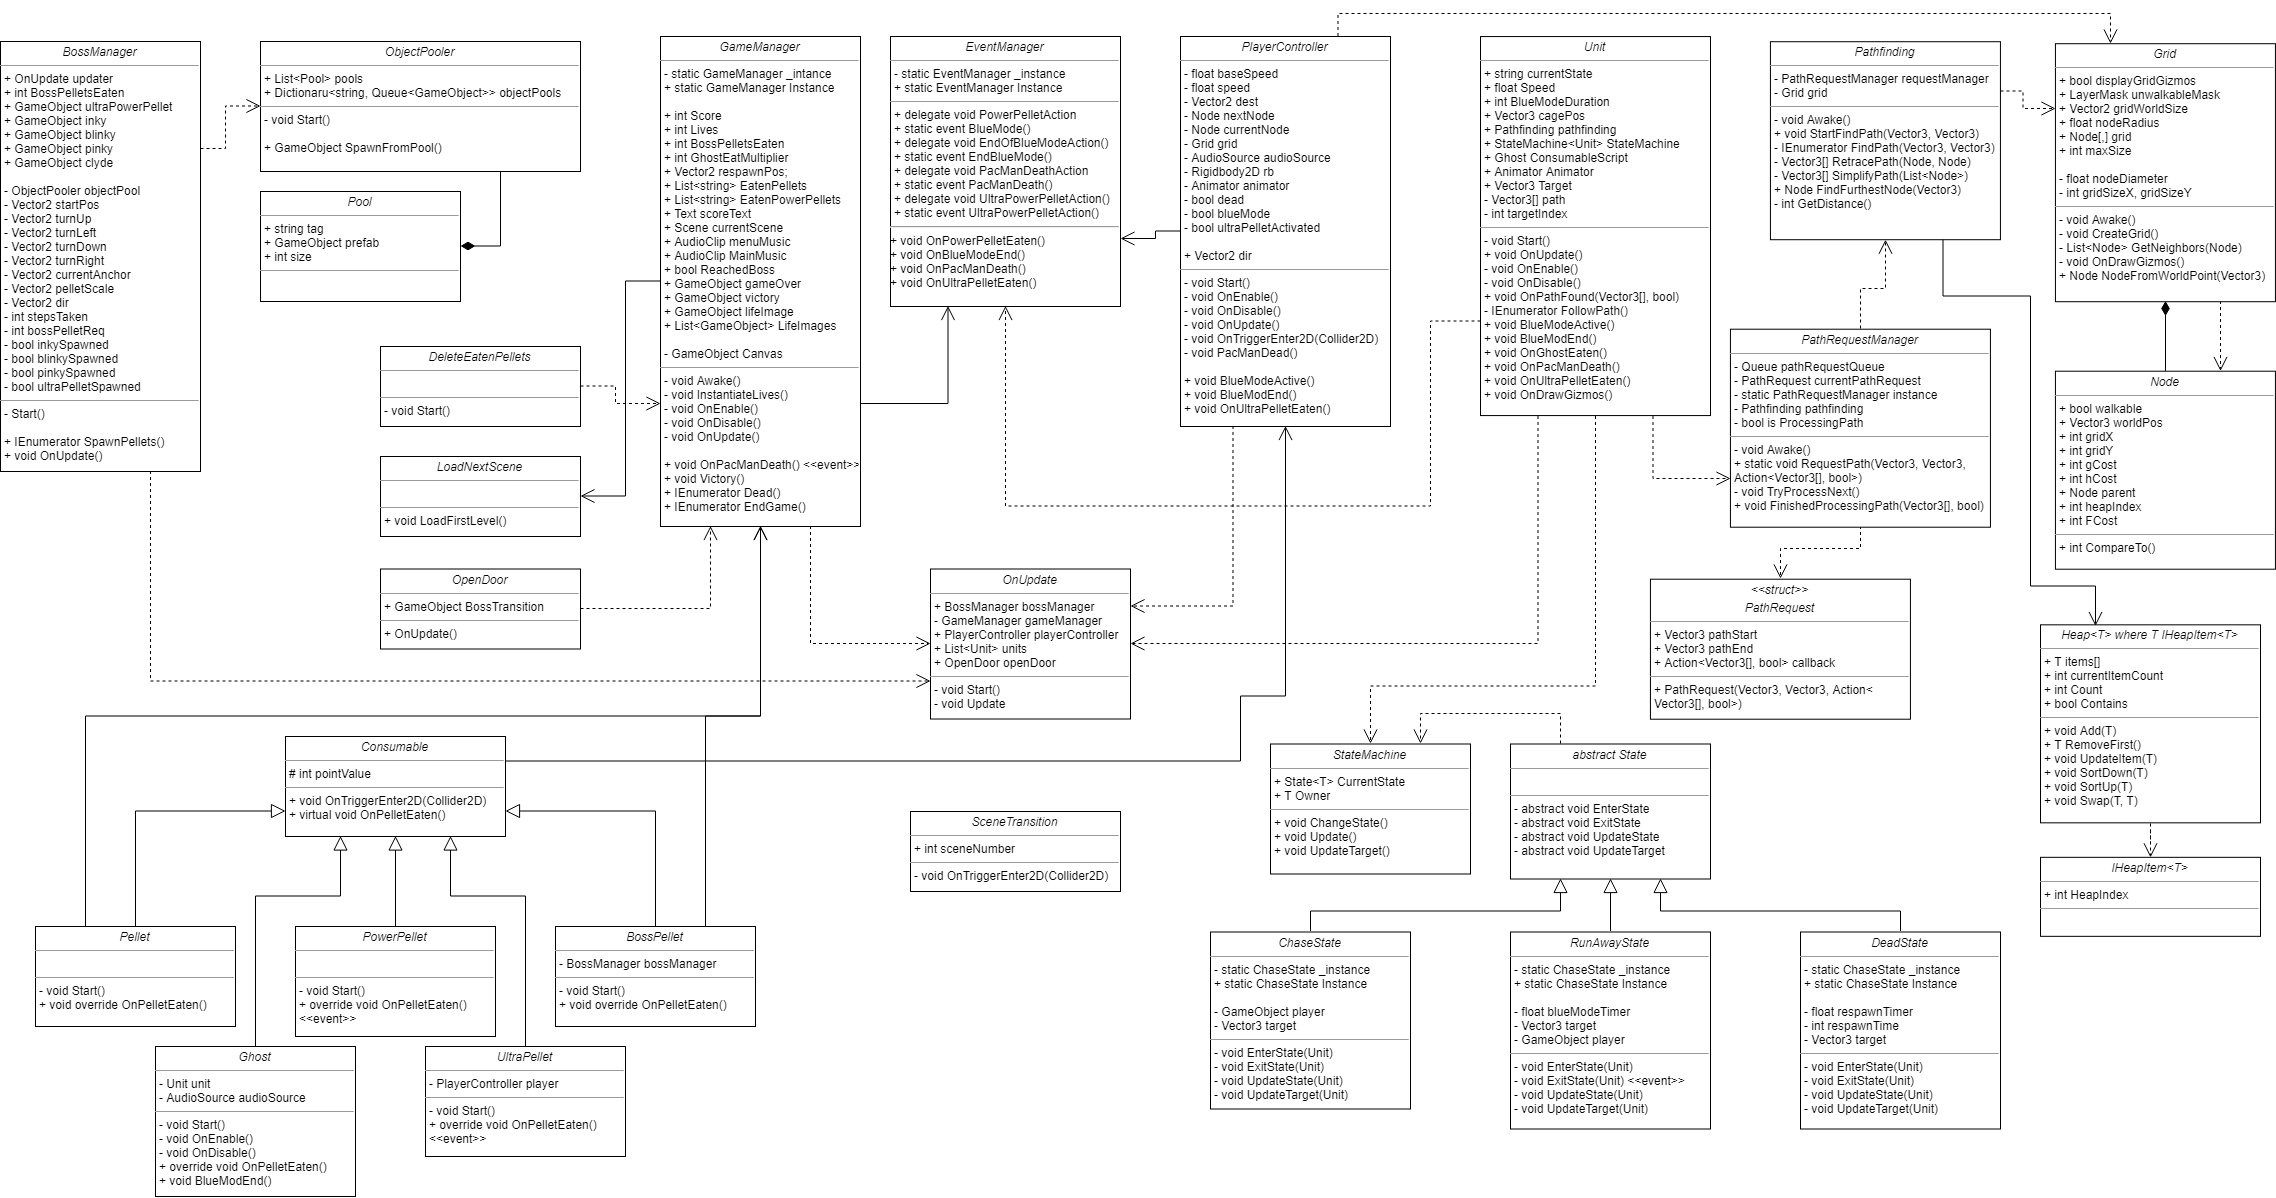 BossManager
+ OnUpdate updater
+ int BossPelletsEaten
+ GameObject ultraPowerPellet
+ GameObject inky
+ GameObject blinky
+ GameObject pinky
+ GameObject clyde
- ObjectPooler objectPool
- Vector2 startPos
- Vector2 turnUp
- Vector2 turnLeft
- Vector2 turnDown
- Vector2 turnRight
- Vector2 currentAnchor
- Vector2 pelletScale
- Vector2 dir
- int stepsTaken
- int bossPelletReq
- bool inkySpawned
- bool blinkySpawned
- bool pinkySpawned
- bool ultraPelletSpawned
- Start()
+ IEnumerator SpawnPellets()
+ void OnUpdate()
ObjectPooler
+ List<Pool> pools
+ Dictionaru<string, Queue<GameObject>> objectPools
- void Start()
+ GameObject SpawnFromPool()
Pool
+ string tag
+ GameObject prefab
+ int size
DeleteEatenPellets
- void Start()
LoadNextScene
+ void LoadFirstLevel()
OpenDoor
+ GameObject BossTransition
+ OnUpdate()
GameManager
- static GameManager _intance
+ static GameManager Instance
+ int Score
+ int Lives
+ int BossPelletsEaten
+ int GhostEatMultiplier
+ Vector2 respawnPos;
+ List<string> EatenPellets
+ List<string> EatenPowerPellets
+ Text scoreText
+ Scene currentScene
+ AudioClip menuMusic
+ AudioClip MainMusic
+ bool ReachedBoss
+ GameObject gameOver
+ GameObject victory
+ GameObject lifeImage
+ List<GameObject> LifeImages
- GameObject Canvas
- void Awake()
- void InstantiateLives()
- void OnEnable()
- void OnDisable()
- void OnUpdate()
+ void OnPacManDeath() <<event>>
+ void Victory()
+ IEnumerator Dead()
+ IEnumerator EndGame()
EventManager
- static EventManager _instance
+ static EventManager Instance
+ delegate void PowerPelletAction
+ static event BlueMode()
+ delegate void EndOfBlueModeAction()
+ static event EndBlueMode()
+ delegate void PacManDeathAction
+ static event PacManDeath()
+ delegate void UltraPowerPelletAction()
+ static event UltraPowerPelletAction()
+ void OnPowerPelletEaten()
+ void OnBlueModeEnd()
+ void OnPacManDeath()
+ void OnUltraPelletEaten()
PlayerController
- float baseSpeed
- float speed
- Vector2 dest
- Node nextNode
- Node currentNode
- Grid grid
- AudioSource audioSource
- Rigidbody2D rb
- Animator animator
- bool dead
- bool blueMode
- bool ultraPelletActivated
+ Vector2 dir
- void Start()
- void OnEnable()
- void OnDisable()
- void OnUpdate()
- void OnTriggerEnter2D(Collider2D)
- void PacManDead()
+ void BlueModeActive()
+ void BlueModEnd()
+ void OnUltraPelletEaten()
Unit
+ string currentState
+ float Speed
+ int BlueModeDuration
+ Vector3 cagePos
+ Pathfinding pathfinding
+ StateMachine<Unit> StateMachine
+ Ghost ConsumableScript
+ Animator Animator
+ Vector3 Target
- Vector3[] path
- int targetIndex
- void Start()
+ void OnUpdate()
- void OnEnable()
- void OnDisable()
+ void OnPathFound(Vector3[], bool)
- IEnumerator FollowPath()
+ void BlueModeActive()
+ void BlueModEnd()
+ void OnGhostEaten()
+ void OnPacManDeath()
+ void OnUltraPelletEaten()
+ void OnDrawGizmos()
Pathfinding
- PathRequestManager requestManager
- Grid grid
- void Awake()
+ void StartFindPath(Vector3, Vector3)
- IEnumerator FindPath(Vector3, Vector3)
- Vector3[] RetracePath(Node, Node)
- Vector3[] SimplifyPath(List<Node>)
+ Node FindFurthestNode(Vector3)
- int GetDistance()
Grid
+ bool displayGridGizmos
+ LayerMask unwalkableMask
+ Vector2 gridWorldSize
+ float nodeRadius
+ Node[,] grid
+ int maxSize
- float nodeDiameter
- int gridSizeX, gridSizeY
- void Awake()
- void CreateGrid()
- List<Node> GetNeighbors(Node)
- void OnDrawGizmos()
+ Node NodeFromWorldPoint(Vector3)
PathRequestManager
- Queue pathRequestQueue
- PathRequest currentPathRequest
- static PathRequestManager instance
- Pathfinding pathfinding
- bool is ProcessingPath
- void Awake()
+ static void RequestPath(Vector3, Vector3,
Action<Vector3[], bool>)
- void TryProcessNext()
+ void FinishedProcessingPath(Vector3[], bool)
Node
+ bool walkable
+ Vector3 worldPos
+ int gridX
+ int gridY
+ int gCost
+ int hCost
+ Node parent
+ int heapIndex
+ int FCost
+ int CompareTo()
OnUpdate
+ BossManager bossManager
- GameManager gameManager
+ PlayerController playerController
+ List<Unit> units
+ OpenDoor openDoor
- void Start()
- void Update
<<struct>>
PathRequest
+ Vector3 pathStart
+ Vector3 pathEnd
+ Action<Vector3[], bool> callback
+ PathRequest(Vector3, Vector3, Action<
Vector3[], bool>)
Heap<T> where T IHeapItem<T>
+ T items[]
+ int currentItemCount
+ int Count
+ bool Contains
+ void Add(T)
+ T RemoveFirst()
+ void UpdateItem(T)
+ void SortDown(T)
+ void SortUp(T)
+ void Swap(T, T)
IHeapItem<T>
+ int HeapIndex
Consumable
# int pointValue
+ void OnTriggerEnter2D(Collider2D)
+ virtual void OnPelletEaten()
SceneTransition
+ int sceneNumber
- void OnTriggerEnter2D(Collider2D)
StateMachine
+ State<T> CurrentState
+ T Owner
+ void ChangeState()
+ void Update()
+ void UpdateTarget()
abstract State
- abstract void EnterState
- abstract void ExitState
- abstract void UpdateState
- abstract void UpdateTarget
Pellet
- void Start()
+ void override OnPelletEaten()
PowerPellet
- void Start()
+ override void OnPelletEaten()
<<event>>
BossPellet
- BossManager bossManager
- void Start()
+ void override OnPelletEaten()
Ghost
- Unit unit
- AudioSource audioSource
- void Start()
- void OnEnable()
- void OnDisable()
+ override void OnPelletEaten()
+ void BlueModEnd()
UltraPellet
- PlayerController player
- void Start()
+ override void OnPelletEaten()
<<event>>
ChaseState
- static ChaseState _instance
+ static ChaseState Instance
- GameObject player
- Vector3 target
- void EnterState(Unit)
- void ExitState(Unit)
- void UpdateState(Unit)
- void UpdateTarget(Unit)
RunAwayState
- static ChaseState _instance
+ static ChaseState Instance
- float blueModeTimer
- Vector3 target
- GameObject player
- void EnterState(Unit)
- void ExitState(Unit) <<event>>
- void UpdateState(Unit)
- void UpdateTarget(Unit)
DeadState
- static ChaseState _instance
+ static ChaseState Instance
- float respawnTimer
- int respawnTime
- Vector3 target
- void EnterState(Unit)
- void ExitState(Unit)
- void UpdateState(Unit)
- void UpdateTarget(Unit)